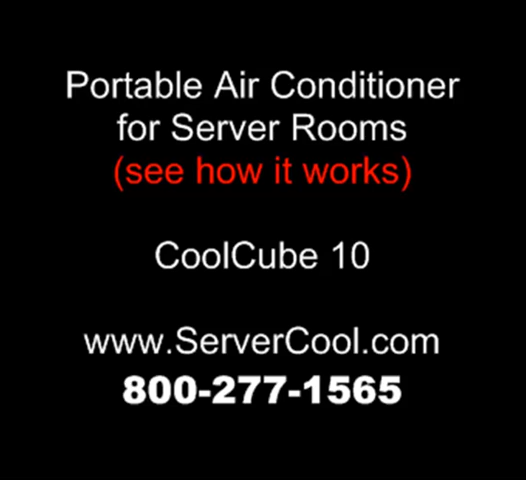 Portable Air Conditioner
for Server Rooms
(see how it works)
CoolCube 10
www.ServerCool.com
800-277-1565